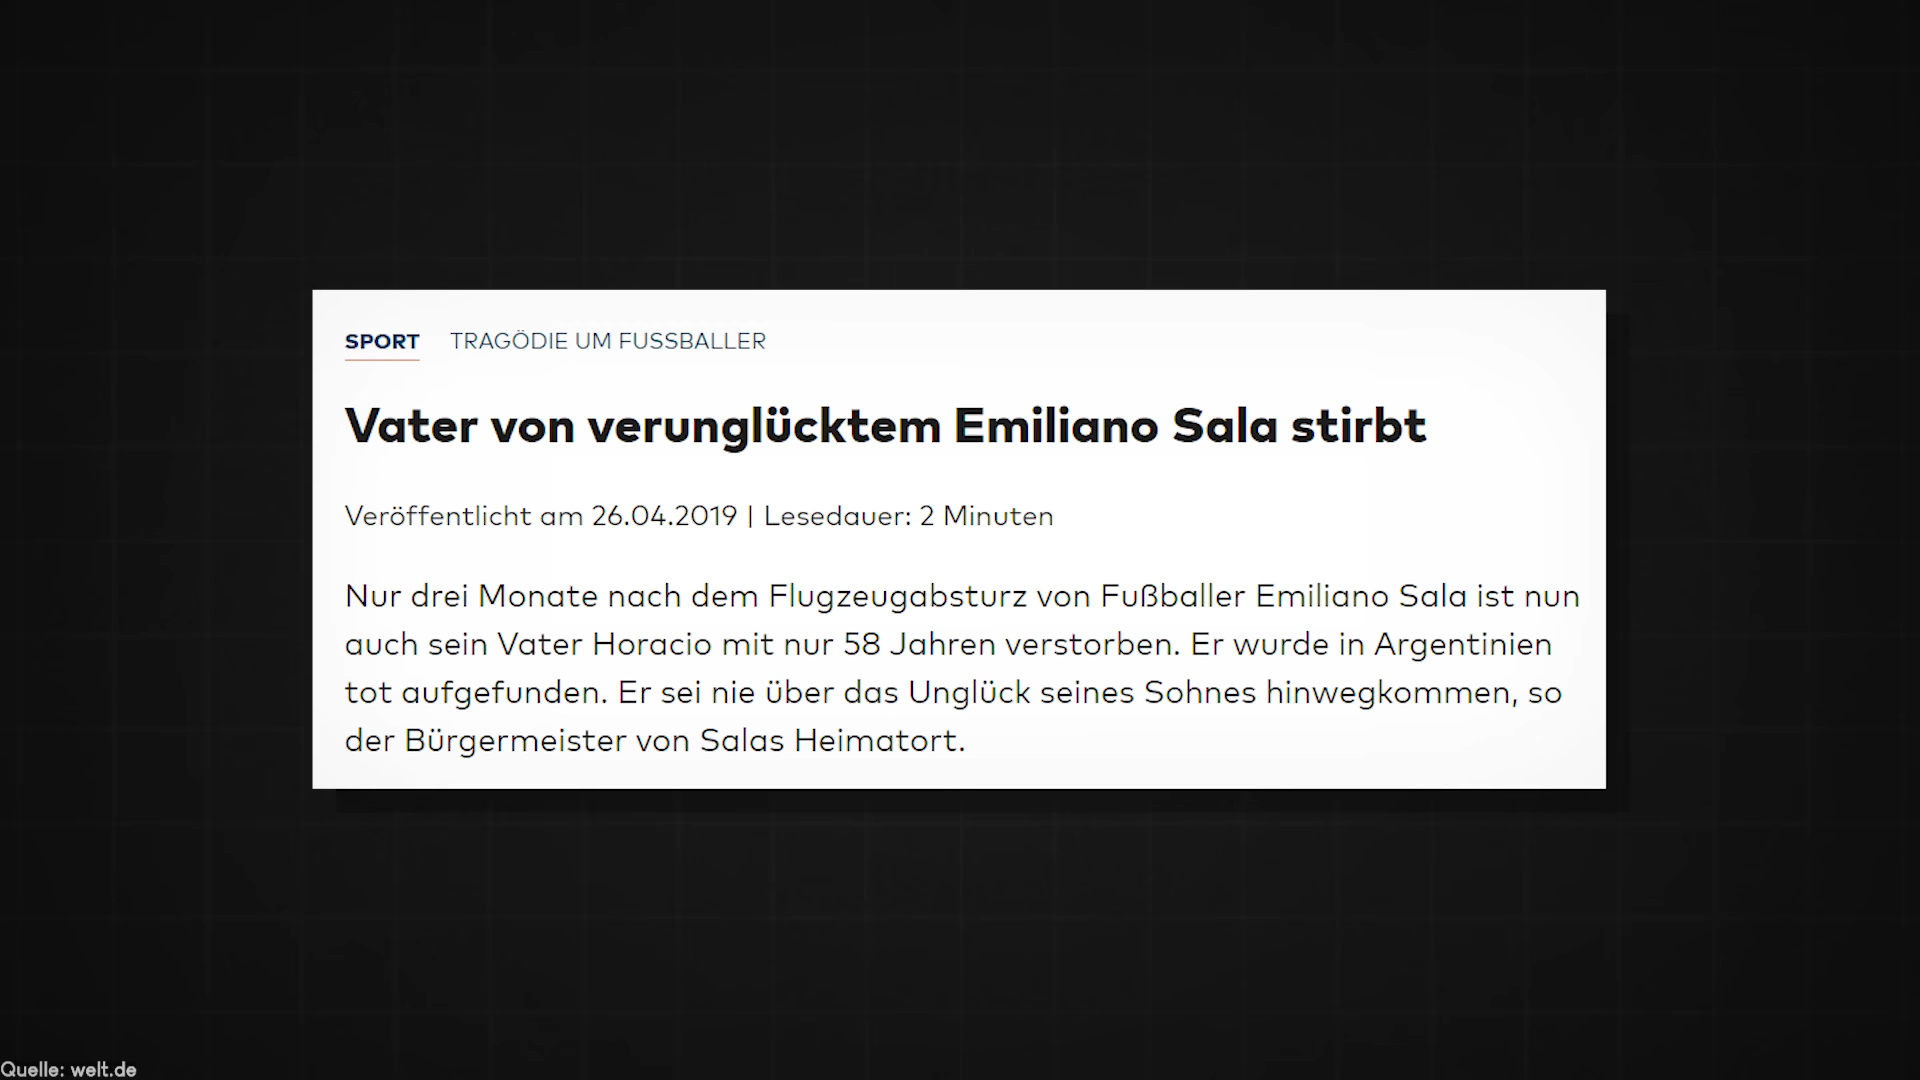 SPORT TRAGÖDIE UM FUSSBALLER
Vater von verunglücktem Emiliano Sala stirbt
Veröffentlicht am 26.04.2019 | Lesedauer: 2 Minuten
Nur drei Monate nach dem Flugzeugabsturz von Fußballer Emiliano Sala ist nun
auch sein Vater Horacio mit nur 58 Jahren verstorben. Er wurde in Argentinien
tot aufgefunden. Er sei nie über das Unglück seines Sohnes hinwegkommen, so
der Bürgermeister von Salas Heimatort.
Quelle: welt.de